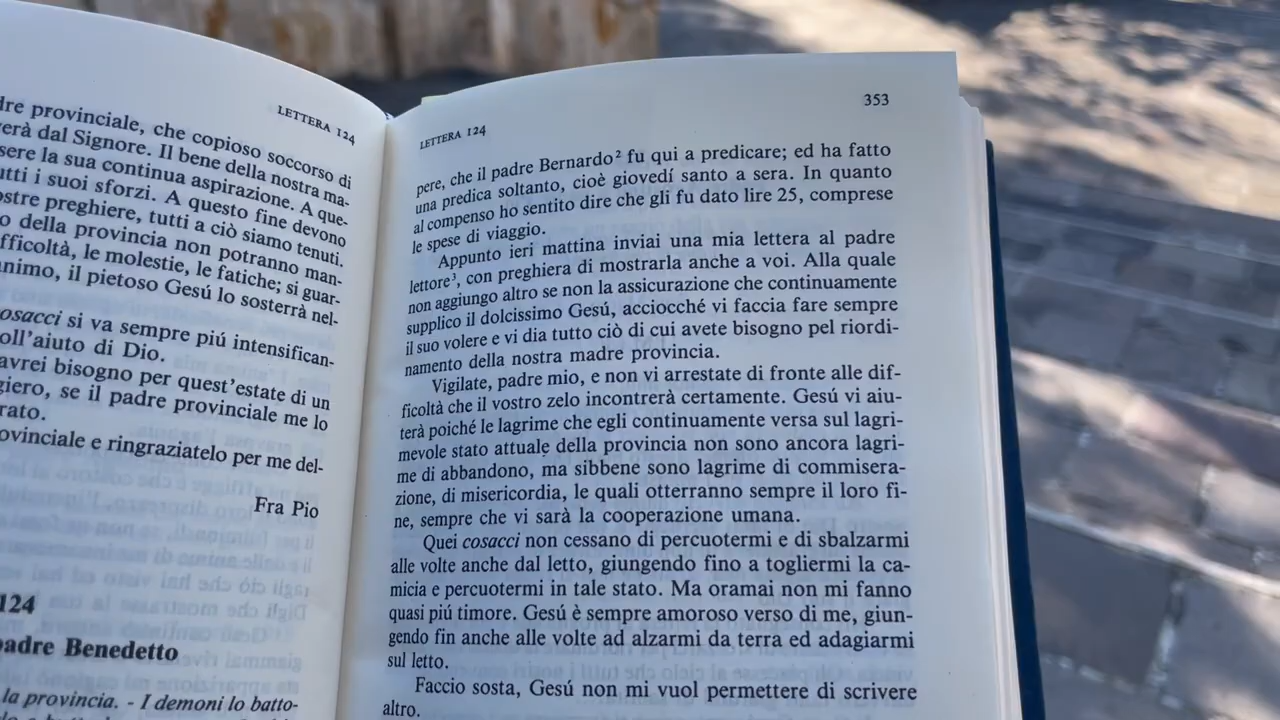 LETTERA 124
dre provinciale, che copioso soccorso di
verà dal Signore. Il bene della nostra ma-
sere la sua continua aspirazione. A que-
utti i suoi sforzi. A questo fine devono
ostre preghiere, tutti a ciò siamo tenuti.
o della provincia non potranno man-
fficoltà, le molestie, le fatiche; si guar-
animo, il pietoso Gesú lo sosterrà nel-
osacci si va sempre piú intensifican-
oll'aiuto di Dio.
avrei bisogno per quest'estate di un
giero, se il padre provinciale me lo
rato.
ovinciale e ringraziatelo per me del-
Fra Pio
124
padre Benedetto
la provincia. - I demoni lo batto-
LETTERA 124
353
pere, che il padre Bernardo² fu qui a predicare; ed ha fatto
una predica soltanto, cioè giovedí santo a sera. In quanto
al compenso ho sentito dire che gli fu dato lire 25, comprese
le spese di viaggio.
Appunto ieri mattina inviai una mia lettera al padre
lettore³, con preghiera di mostrarla anche a voi. Alla quale
non aggiungo altro se non la assicurazione che continuamente
supplico il dolcissimo Gesú, acciocché vi faccia fare sempre
il suo volere e vi dia tutto ciò di cui avete bisogno pel riordi-
namento della nostra madre provincia.
Vigilate, padre mio, e non vi arrestate di fronte alle dif-
ficoltà che il vostro zelo incontrerà certamente. Gesú vi aiu-
terà poiché le lagrime che egli continuamente versa sul lagri-
mevole stato attuale della provincia non sono ancora lagri-
me di abbandono, ma sibbene sono lagrime di commisera-
zione, di misericordia, le quali otterranno sempre il loro fi-
ne, sempre che vi sarà la cooperazione umana.
Quei cosacci non cessano di percuotermi e di sbalzarmi
alle volte anche dal letto, giungendo fino a togliermi la ca-
micia e percuotermi in tale stato. Ma oramai non mi fanno
quasi piú timore. Gesú è sempre amoroso verso di me, giun-
gendo fin anche alle volte ad alzarmi da terra ed adagiarmi
sul letto.
Faccio sosta, Gesú non mi vuol permettere di scrivere
altro.